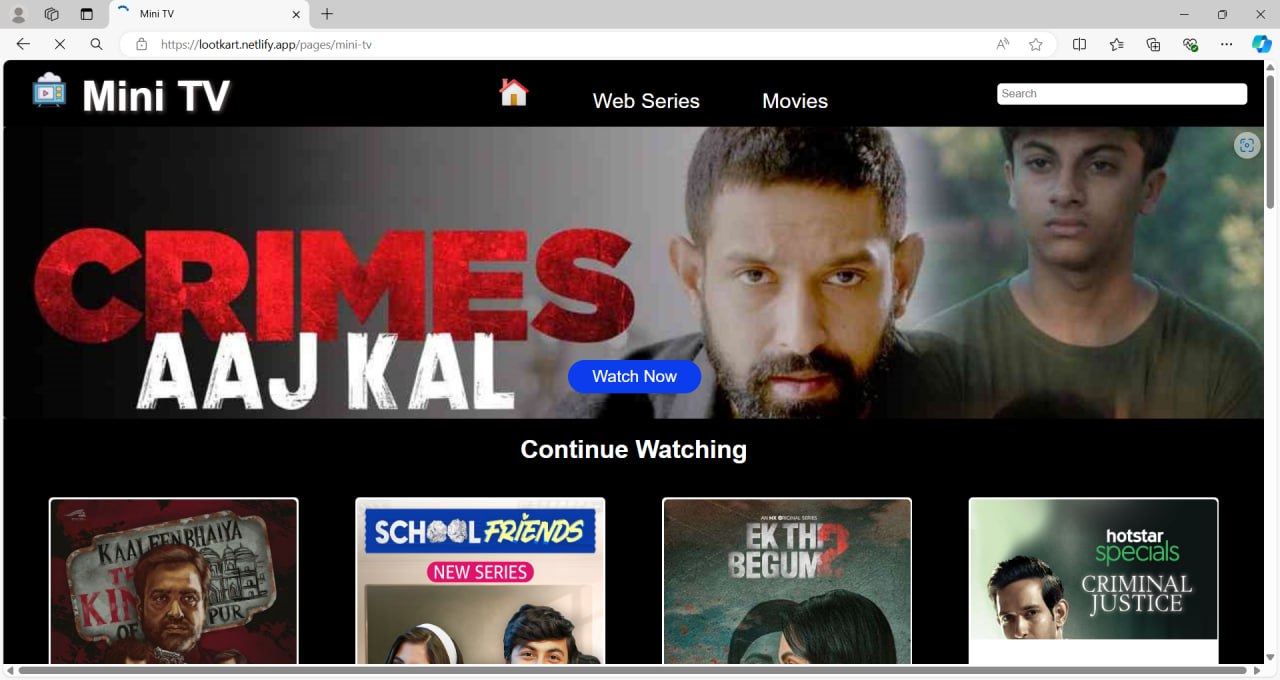 Mini TV
https://lootkart.netlify.app/pages/mini-tv
Mini TV
Web Series
Movies
Search
CRIMES
AAJ KAL
Watch Now
Continue Watching
KAALEEN BHAIYA
KIN
OF
PUR
SCHOOL FRIENDS
NEW SERIES
AN MX ORIGINAL SERIES
EK THI
BEGUM 2
hotstar
specials
CRIMINAL
JUSTICE